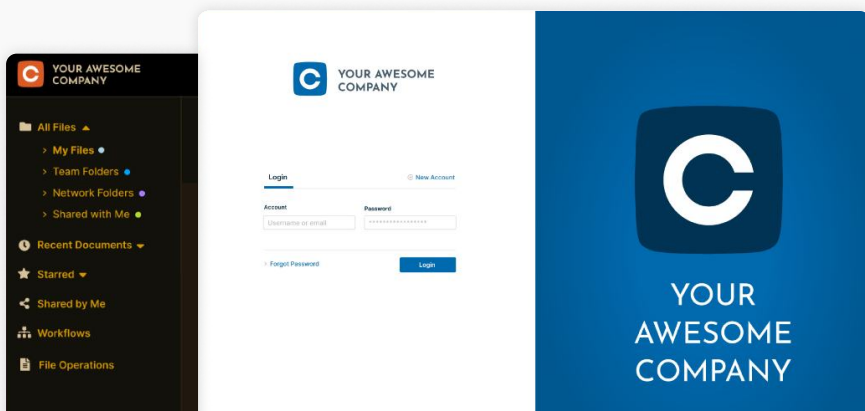 YOUR AWESOME
COMPANY
All Files
My Files
Team Folders
Network Folders
Shared with Me
Recent Documents
Starred
Shared by Me
Workflows
File Operations
YOUR AWESOME
COMPANY
Login
New Account
Account
Password
Username or email
****************
Forgot Password
Login
YOUR
AWESOME
COMPANY